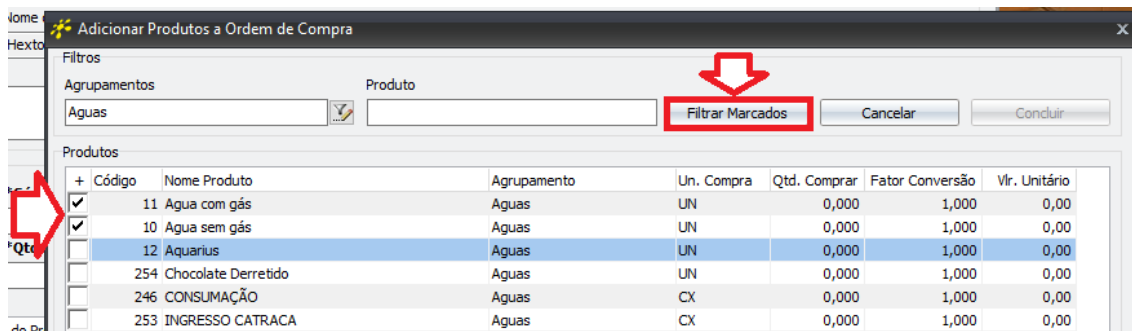 Adicionar Produtos a Ordem de Compra
x
Hexto
Filtros
Agrupamentos Produto
Aguas Filtrar Marcados Cancelar Concluir
Produtos
+ Código Nome Produto Agrupamento Un. Compra Qtd. Comprar Fator Conversão Vlr. Unitário
11 Agua com gás Aguas UN 0,000 1,000 0,00
10 Agua sem gás Aguas UN 0,000 1,000 0,00
12 Aquarius Aguas UN 0,000 1,000 0,00
254 Chocolate Derretido Aguas UN 0,000 1,000 0,00
246 CONSUMAÇÃO Aguas CX 0,000 1,000 0,00
253 INGRESSO CATRACA Aguas CX 0,000 1,000 0,00